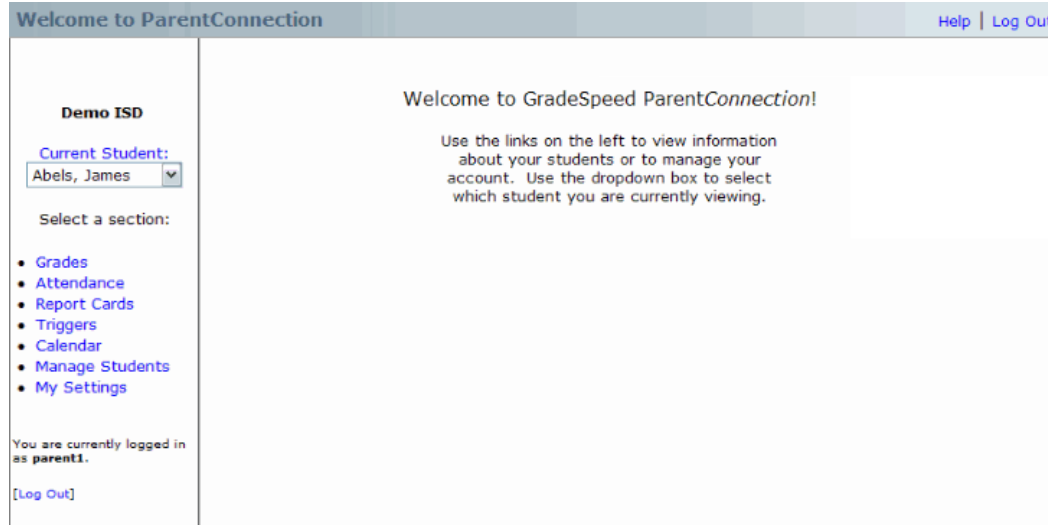 Welcome to ParentConnection
Help | Log Out
Demo ISD
Current Student:
Abels, James
Select a section:
Grades
Attendance
Report Cards
Triggers
Calendar
Manage Students
My Settings
You are currently logged in
as parent1.
[Log Out]
Welcome to GradeSpeed ParentConnection!
Use the links on the left to view information
about your students or to manage your
account. Use the dropdown box to select
which student you are currently viewing.